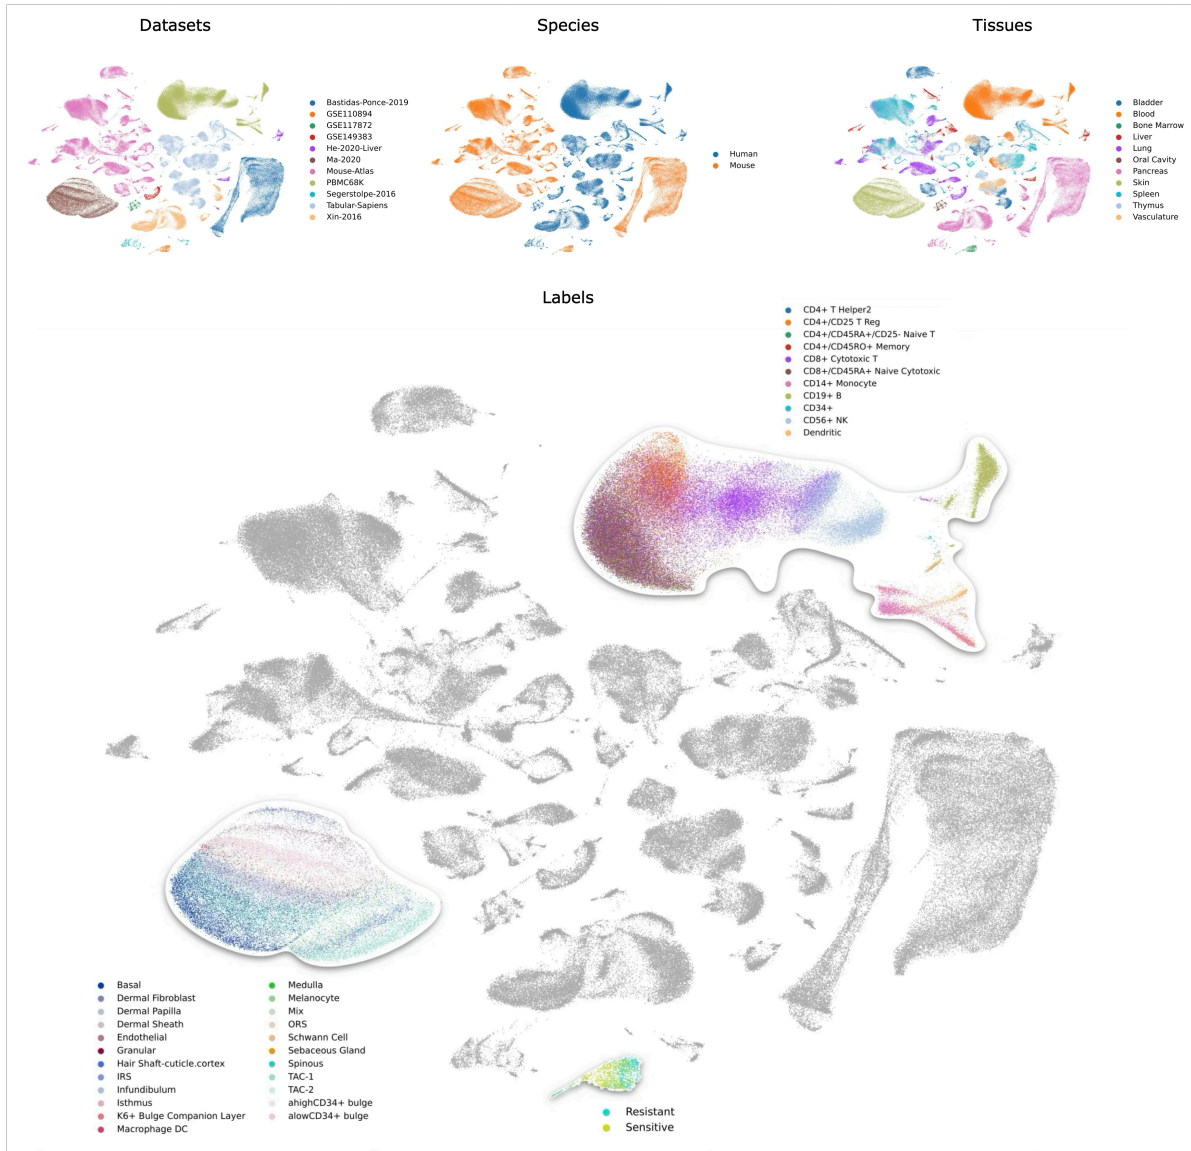 Datasets
Species
Tissues
Bastidas-Ponce-2019
GSE110894
GSE117872
GSE149383
He-2020-Liver
Ma-2020
Mouse-Atlas
PBMC68K
Segerstolpe-2016
Tabular-Sapiens
Xin-2016
Human
Mouse
Bladder
Blood
Bone Marrow
Liver
Lung
Oral Cavity
Pancreas
Skin
Spleen
Thymus
Vasculature
Labels
CD4+ T Helper2
CD4+/CD25 T Reg
CD4+/CD45RA+/CD25- Naive T
CD4+/CD45RO+ Memory
CD8+ Cytotoxic T
CD8+/CD45RA+ Naive Cytotoxic
CD14+ Monocyte
CD19+ B
CD34+
CD56+ NK
Dendritic
Basal
Dermal Fibroblast
Dermal Papilla
Dermal Sheath
Endothelial
Granular
Hair Shaft-cuticle.cortex
IRS
Infundibulum
Isthmus
K6+ Bulge Companion Layer
Macrophage DC
Medulla
Melanocyte
Mix
ORS
Schwann Cell
Sebaceous Gland
Spinous
TAC-1
TAC-2
ahighCD34+ bulge
alowCD34+ bulge
Resistant
Sensitive